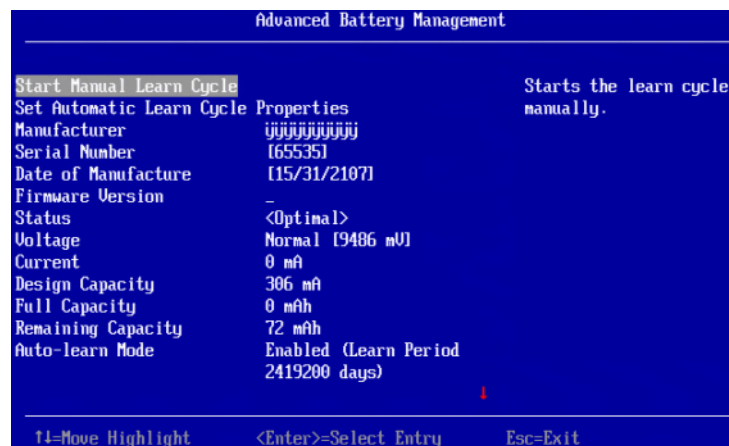 Advanced Battery Management
Start Manual Learn Cycle
Starts the learn cycle
manually.
Set Automatic Learn Cycle Properties
Manufacturer ÿÿÿÿÿÿÿÿÿÿÿ
Serial Number [65535]
Date of Manufacture [15/31/2107]
Firmware Version _
Status <Optimal>
Voltage Normal [9486 mV]
Current 0 mA
Design Capacity 306 mA
Full Capacity 0 mAh
Remaining Capacity 72 mAh
Auto-learn Mode Enabled (Learn Period
2419200 days)
↓
↑↓=Move Highlight <Enter>=Select Entry Esc=Exit